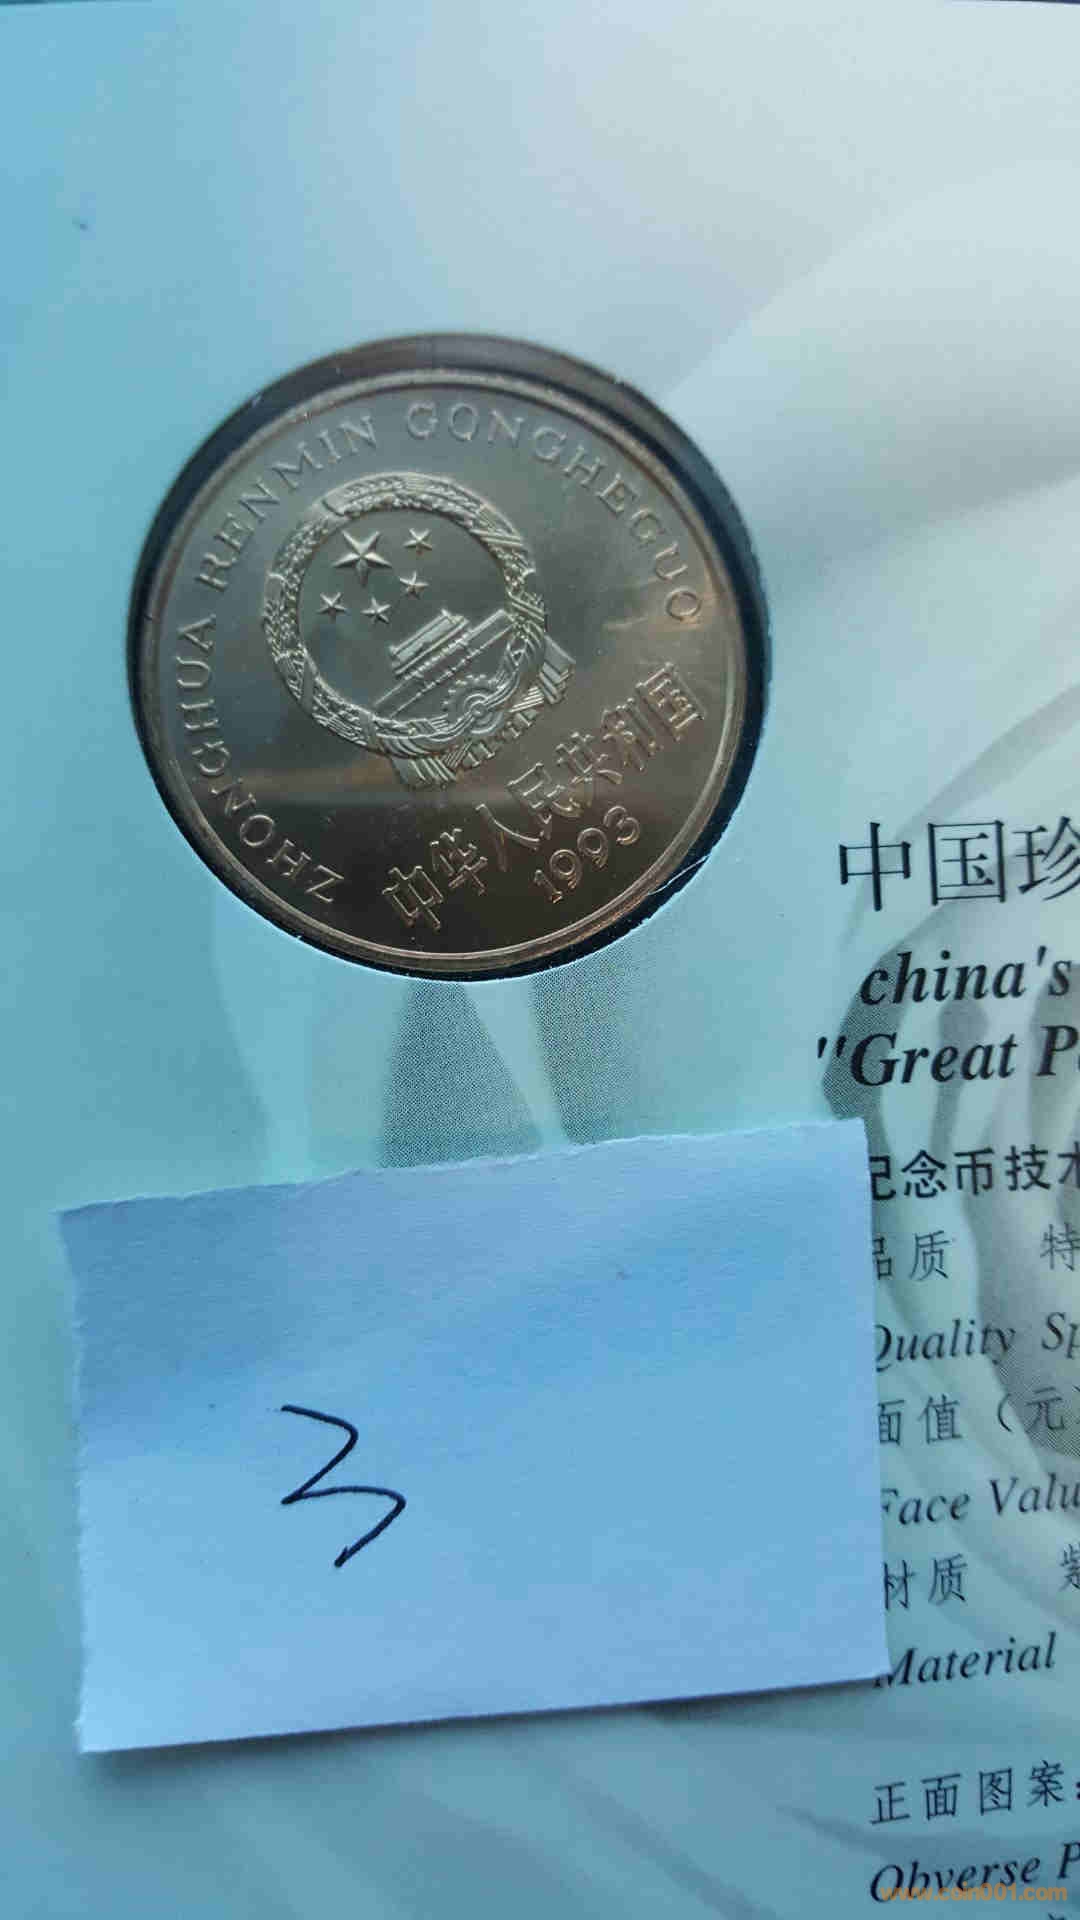 ZHONGHUA RENMIN GONGHEGUO
中华人民共和国
1993
中国珍
china's
"Great P
纪念币技术
品质 特
Quality Sp
面值（元）
Face Valu
材质 紫
Material
正面图案：
Obverse P
3
www.coin001.com